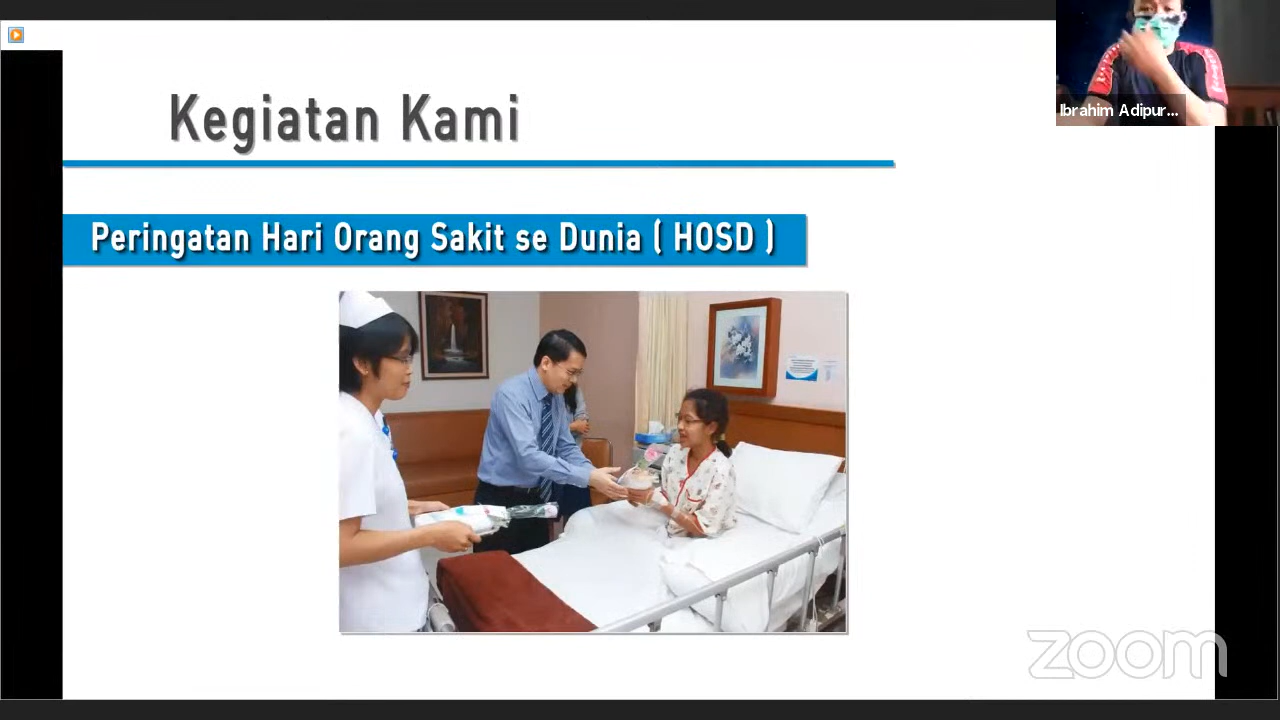 Kegiatan Kami
Ibrahim Adipur...
Peringatan Hari Orang Sakit se Dunia ( HOSD )
zoom